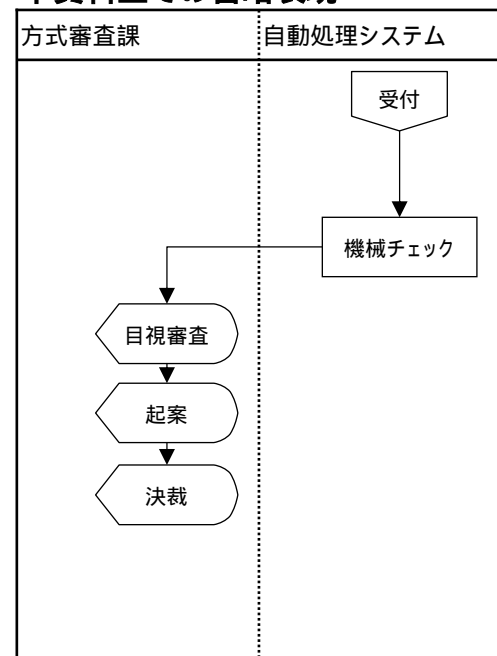 方式審査課
自動処理システム
受付
機械チェック
目視審査
起案
決裁